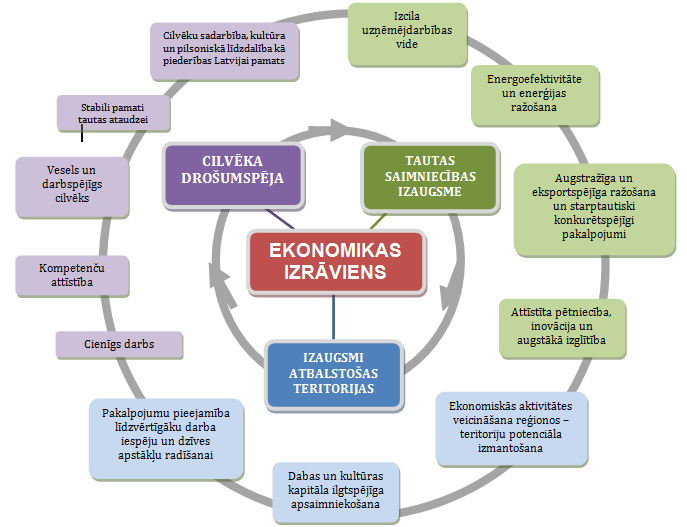 Cilvēku sadarbība, kultūra
un pilsoniskā līdzdalība kā
piederības Latvijai pamats
Izcila
uzņēmējdarbības
vide
Energoefektivitāte
un enerģijas
ražošana
Stabili pamati
tautas ataudzei
CILVĒKA
DROŠUMSPĒJA
TAUTAS
SAIMNIECĪBAS
IZAUGSME
Vesels un
darbspējīgs
cilvēks
Augstražīga un
eksportspējīga ražošana
un starptautiski
konkurētspējīgi
pakalpojumi
EKONOMIKAS
IZRĀVIENS
Kompetenču
attīstība
Attīstīta pētniecība,
inovācija un
augstākā izglītība
Cienīgs darbs
IZAUGSMI
ATBALSTOŠAS
TERITORIJAS
Pakalpojumu pieejamība
līdzvērtīgāku darba
iespēju un dzīves
apstākļu radīšanai
Ekonomiskās aktivitātes
veicināšana reģionos –
teritoriju potenciāla
izmantošana
Dabas un kultūras
kapitāla ilgtspējīga
apsaimniekošana